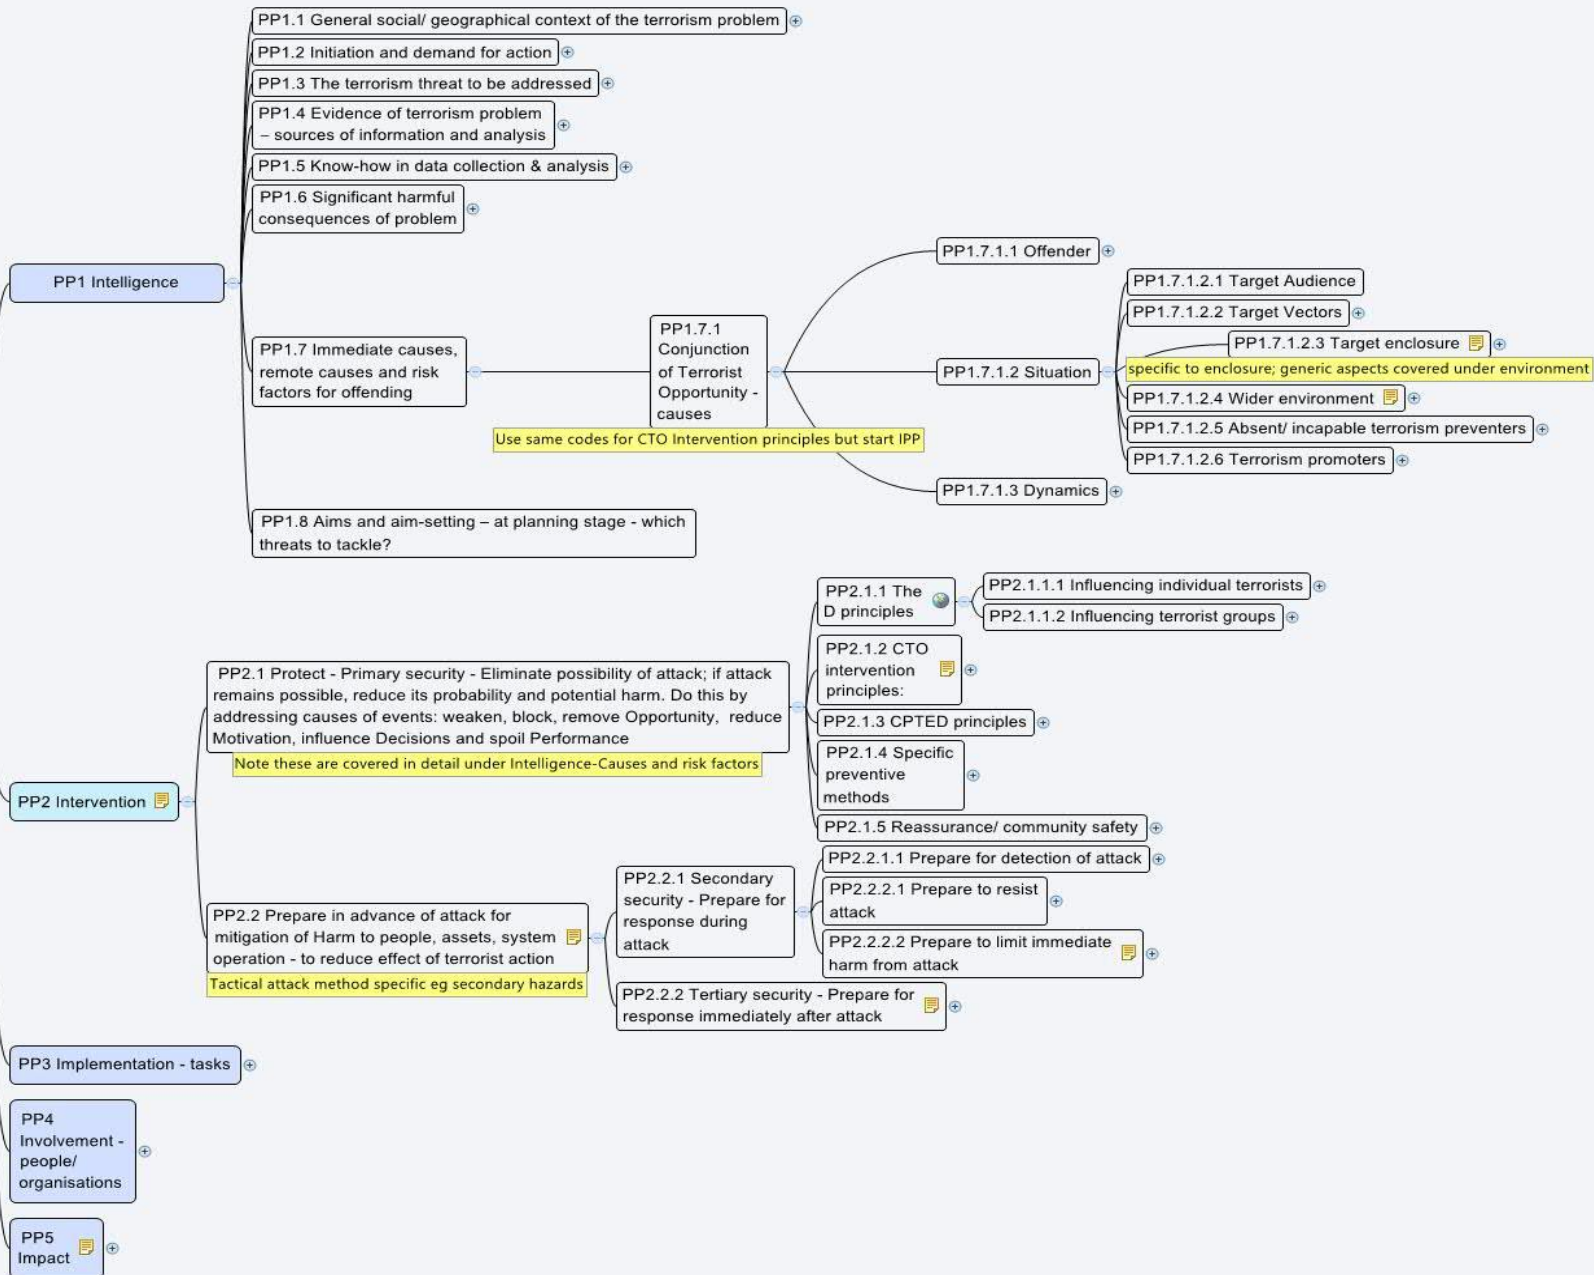 PP1.1 General social/ geographical context of the terrorism problem
PP1.2 Initiation and demand for action
PP1.3 The terrorism threat to be addressed
PP1.4 Evidence of terrorism problem
– sources of information and analysis
PP1.5 Know-how in data collection & analysis
PP1.6 Significant harmful
consequences of problem
PP1 Intelligence
PP1.7 Immediate causes,
remote causes and risk
factors for offending
PP1.7.1
Conjunction
of Terrorist
Opportunity -
causes
Use same codes for CTO Intervention principles but start IPP
PP1.7.1.1 Offender
PP1.7.1.2 Situation
PP1.7.1.2.1 Target Audience
PP1.7.1.2.2 Target Vectors
PP1.7.1.2.3 Target enclosure
specific to enclosure; generic aspects covered under environment
PP1.7.1.2.4 Wider environment
PP1.7.1.2.5 Absent/ incapable terrorism preventers
PP1.7.1.2.6 Terrorism promoters
PP1.7.1.3 Dynamics
PP1.8 Aims and aim-setting – at planning stage - which
threats to tackle?
PP2 Intervention
PP2.1 Protect - Primary security - Eliminate possibility of attack; if attack
remains possible, reduce its probability and potential harm. Do this by
addressing causes of events: weaken, block, remove Opportunity, reduce
Motivation, influence Decisions and spoil Performance
Note these are covered in detail under Intelligence-Causes and risk factors
PP2.1.1 The
D principles
PP2.1.1.1 Influencing individual terrorists
PP2.1.1.2 Influencing terrorist groups
PP2.1.2 CTO
intervention
principles:
PP2.1.3 CPTED principles
PP2.1.4 Specific
preventive
methods
PP2.1.5 Reassurance/ community safety
PP2.2 Prepare in advance of attack for
mitigation of Harm to people, assets, system
operation - to reduce effect of terrorist action
Tactical attack method specific eg secondary hazards
PP2.2.1 Secondary
security - Prepare for
response during
attack
PP2.2.1.1 Prepare for detection of attack
PP2.2.2.1 Prepare to resist
attack
PP2.2.2.2 Prepare to limit immediate
harm from attack
PP2.2.2 Tertiary security - Prepare for
response immediately after attack
PP3 Implementation - tasks
PP4
Involvement -
people/
organisations
PP5
Impact